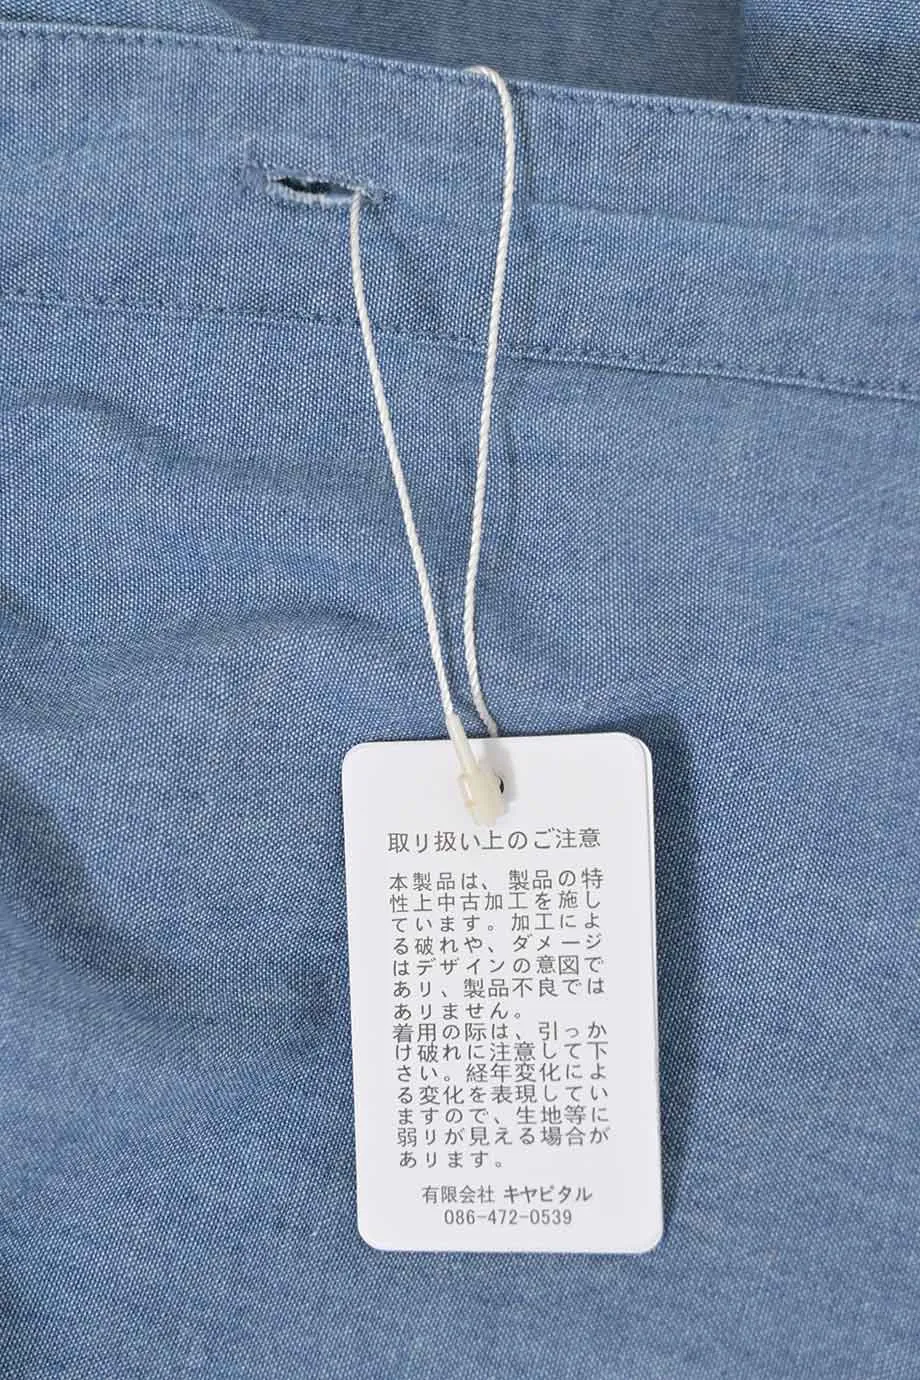 取り扱い上のご注意
本製品は、製品の特
性上中古加工を施し
ています。加工によ
る破れや、ダメージ
はデザインの意図で
あり、製品不良では
ありません。
着用の際は、引っか
け破れに注意して下
さい。経年変化によ
る変化を表現してい
ますので、生地等に
弱りが見える場合が
あります。
有限会社 キヤピタル
086-472-0539